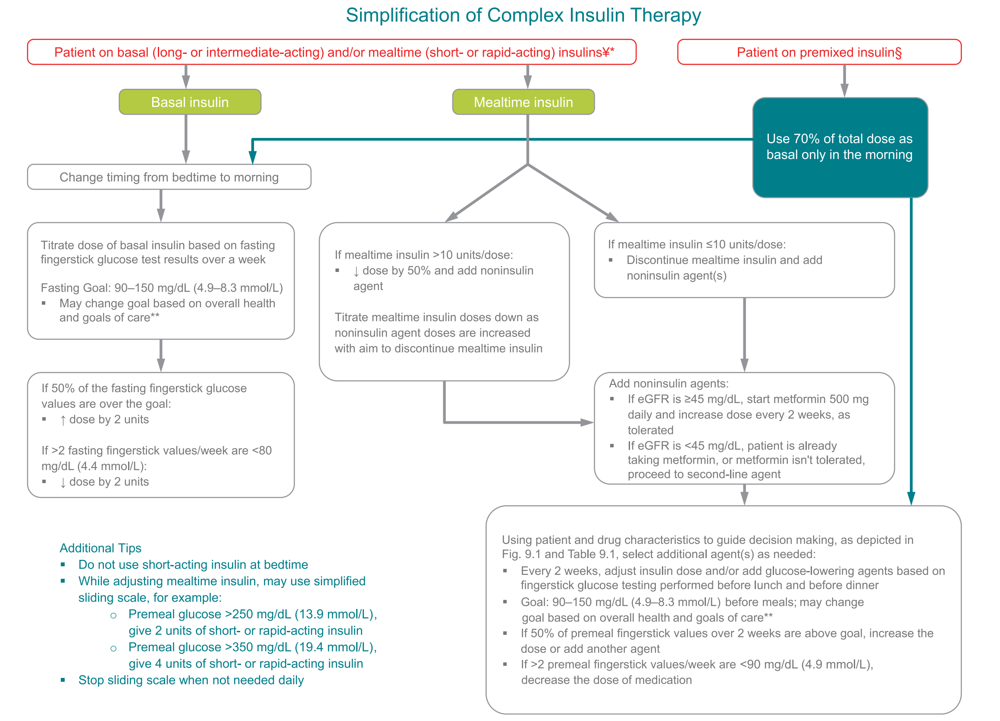 Simplification of Complex Insulin Therapy
Patient on basal (long- or intermediate-acting) and/or mealtime (short- or rapid-acting) insulins¥*
Patient on premixed insulin§
Basal insulin
Mealtime insulin
Use 70% of total dose as
basal only in the morning
Change timing from bedtime to morning
Titrate dose of basal insulin based on fasting
fingerstick glucose test results over a week
Fasting Goal: 90–150 mg/dL (4.9–8.3 mmol/L)
▪ May change goal based on overall health
and goals of care**
If mealtime insulin >10 units/dose:
▪ ↓ dose by 50% and add noninsulin
agent
Titrate mealtime insulin doses down as
noninsulin agent doses are increased
with aim to discontinue mealtime insulin
If mealtime insulin ≤10 units/dose:
▪ Discontinue mealtime insulin and add
noninsulin agent(s)
If 50% of the fasting fingerstick glucose
values are over the goal:
▪ ↑ dose by 2 units
If >2 fasting fingerstick values/week are <80
mg/dL (4.4 mmol/L):
▪ ↓ dose by 2 units
Add noninsulin agents:
▪ If eGFR is ≥45 mg/dL, start metformin 500 mg
daily and increase dose every 2 weeks, as
tolerated
▪ If eGFR is <45 mg/dL, patient is already
taking metformin, or metformin isn't tolerated,
proceed to second-line agent
Additional Tips
▪ Do not use short-acting insulin at bedtime
▪ While adjusting mealtime insulin, may use simplified
sliding scale, for example:
○ Premeal glucose >250 mg/dL (13.9 mmol/L),
give 2 units of short- or rapid-acting insulin
○ Premeal glucose >350 mg/dL (19.4 mmol/L),
give 4 units of short- or rapid-acting insulin
▪ Stop sliding scale when not needed daily
Using patient and drug characteristics to guide decision making, as depicted in
Fig. 9.1 and Table 9.1, select additional agent(s) as needed:
▪ Every 2 weeks, adjust insulin dose and/or add glucose-lowering agents based on
fingerstick glucose testing performed before lunch and before dinner
▪ Goal: 90–150 mg/dL (4.9–8.3 mmol/L) before meals; may change
goal based on overall health and goals of care**
▪ If 50% of premeal fingerstick values over 2 weeks are above goal, increase the
dose or add another agent
▪ If >2 premeal fingerstick values/week are <90 mg/dL (4.9 mmol/L),
decrease the dose of medication